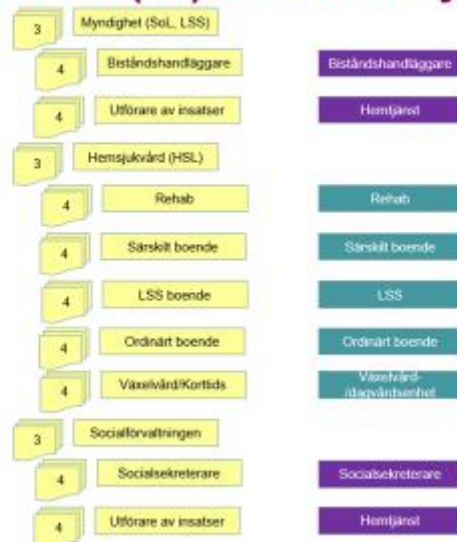 3 Myndighet (SoL, LSS)
4 Biståndshandläggare Biståndshandläggare
4 Utförare av insatser Hemtjänst
3 Hemsjukvård (HSL)
4 Rehab Rehab
4 Särskilt boende Särskilt boende
4 LSS boende LSS
4 Ordinärt boende Ordinärt boende
4 Växelvård/Korttids Växelvård-
/dagvårdsenhet
3 Socialförvaltningen
4 Socialsekreterare Socialsekreterare
4 Utförare av insatser Hemtjänst